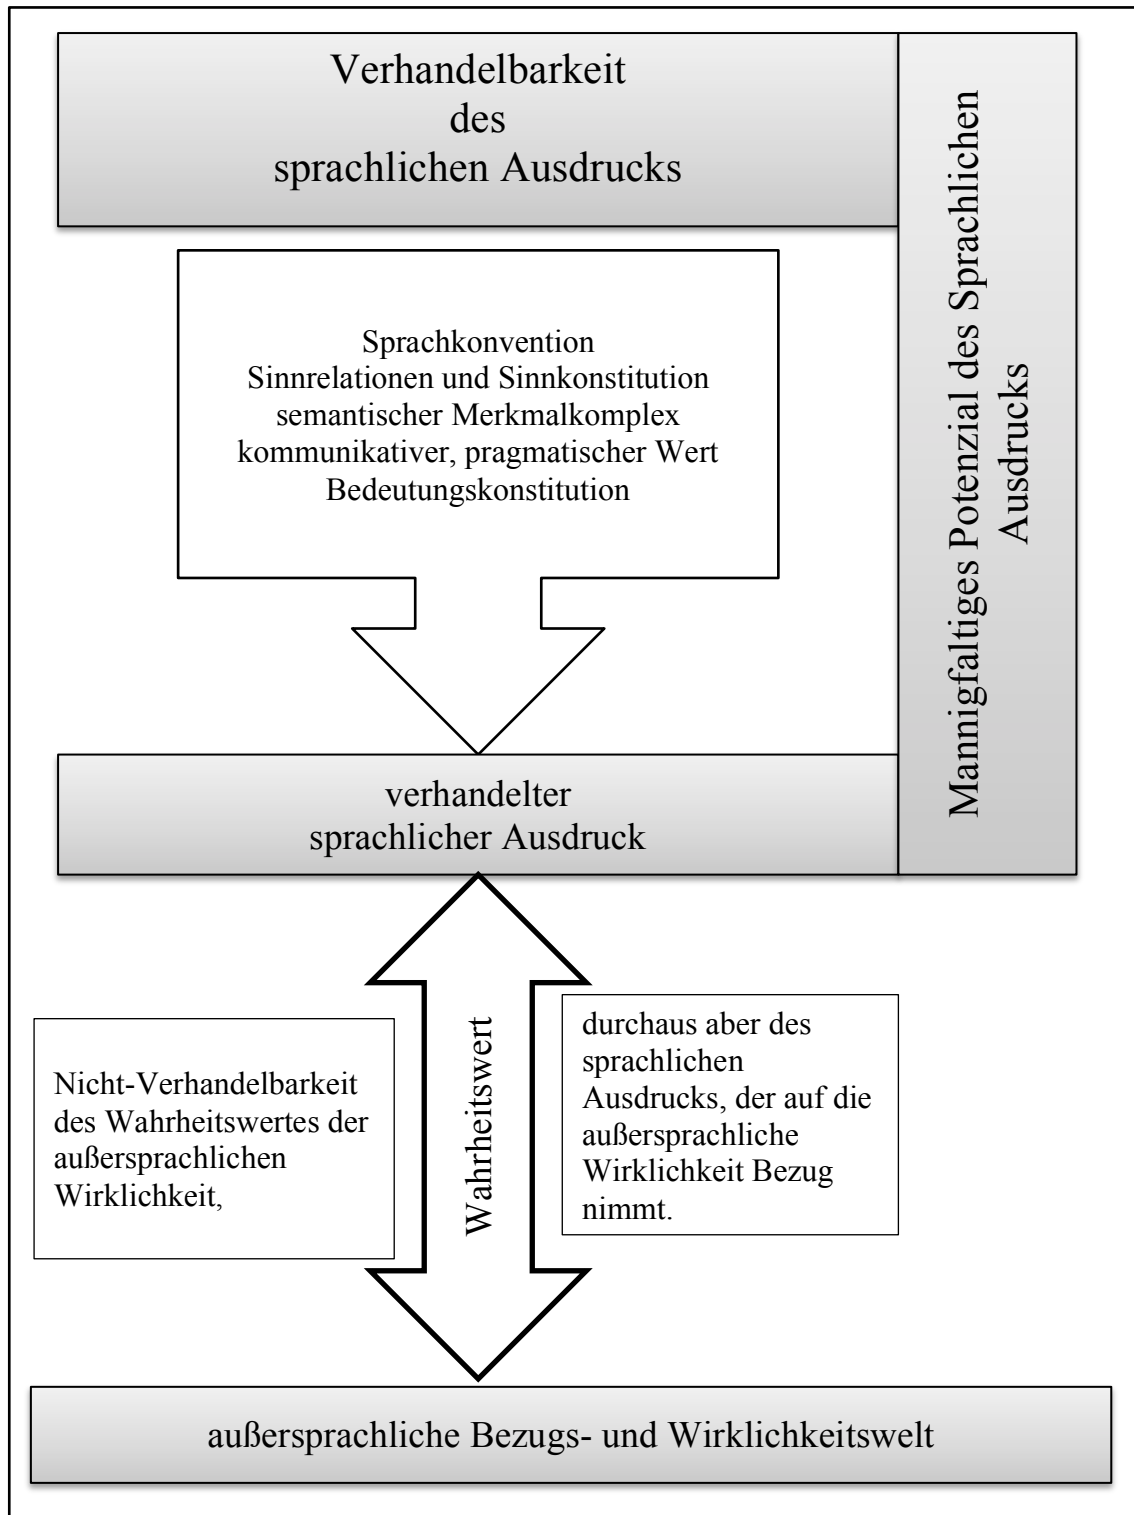 Verhandelbarkeit
des
sprachlichen Ausdrucks
Mannigfaltiges Potenzial des Sprachlichen
Ausdrucks
Sprachkonvention
Sinnrelationen und Sinnkonstitution
semantischer Merkmalkomplex
kommunikativer, pragmatischer Wert
Bedeutungskonstitution
verhandelter
sprachlicher Ausdruck
Nicht-Verhandelbarkeit
des Wahrheitswertes der
außersprachlichen
Wirklichkeit,
Wahrheitswert
durchaus aber des
sprachlichen
Ausdrucks, der auf die
außersprachliche
Wirklichkeit Bezug
nimmt.
außersprachliche Bezugs- und Wirklichkeitswelt